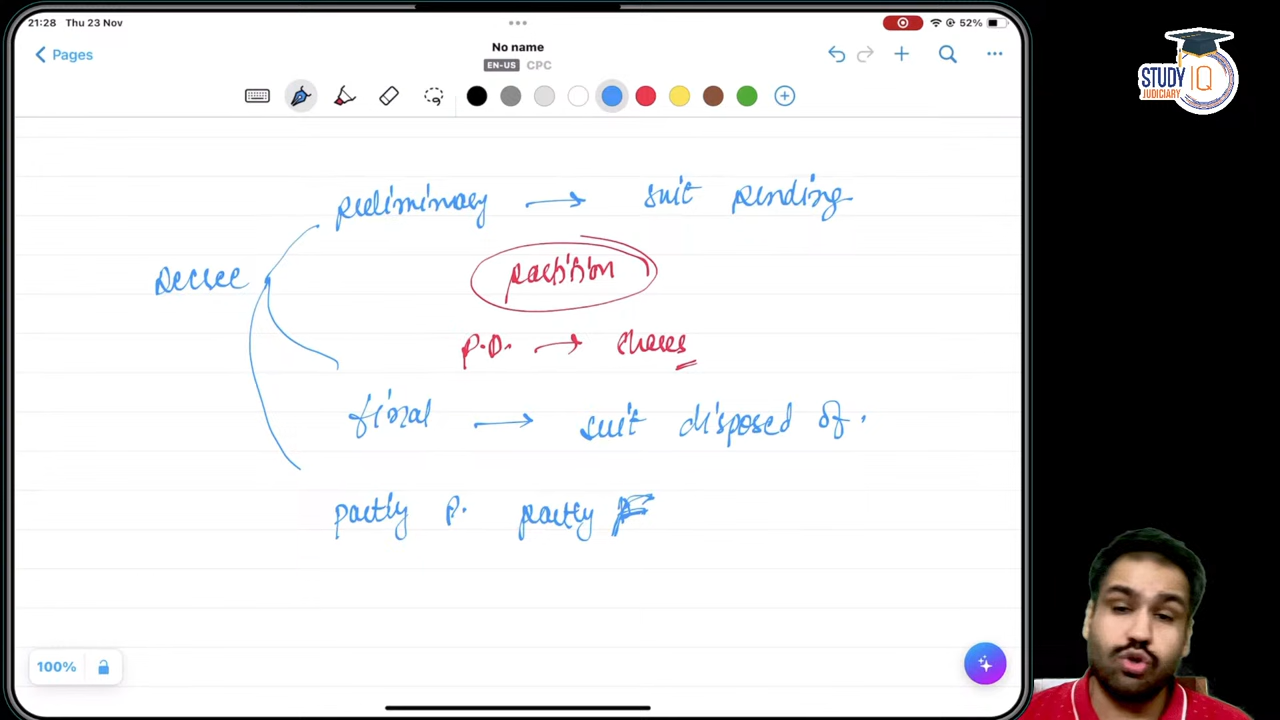 21:28 Thu 23 Nov
52%
Pages
No name
EN-US CPC
STUDY IQ
JUDICIARY
preliminary → suit pending
Decree
partition
P.D. → shares
final → suit disposed of.
partly P. partly F
100%